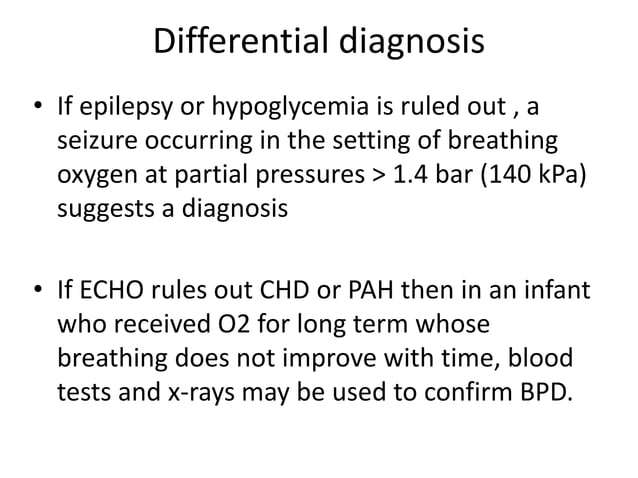 Differential diagnosis
• If epilepsy or hypoglycemia is ruled out , a
seizure occurring in the setting of breathing
oxygen at partial pressures > 1.4 bar (140 kPa)
suggests a diagnosis
• If ECHO rules out CHD or PAH then in an infant
who received O2 for long term whose
breathing does not improve with time, blood
tests and x-rays may be used to confirm BPD.